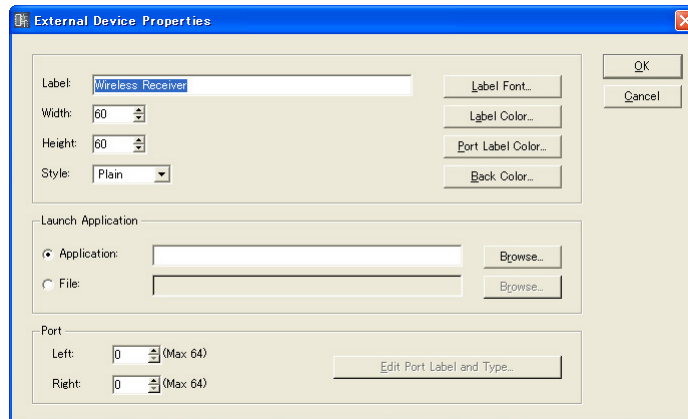 External Device Properties
Label: Wireless Receiver Label Font...
Width: 60 Label Color...
Height: 60 Port Label Color...
Style: Plain Back Color...
OK
Cancel
Launch Application
Application: Browse...
File: Browse...
Port
Left: 0 (Max 64)
Right: 0 (Max 64)
Edit Port Label and Type...